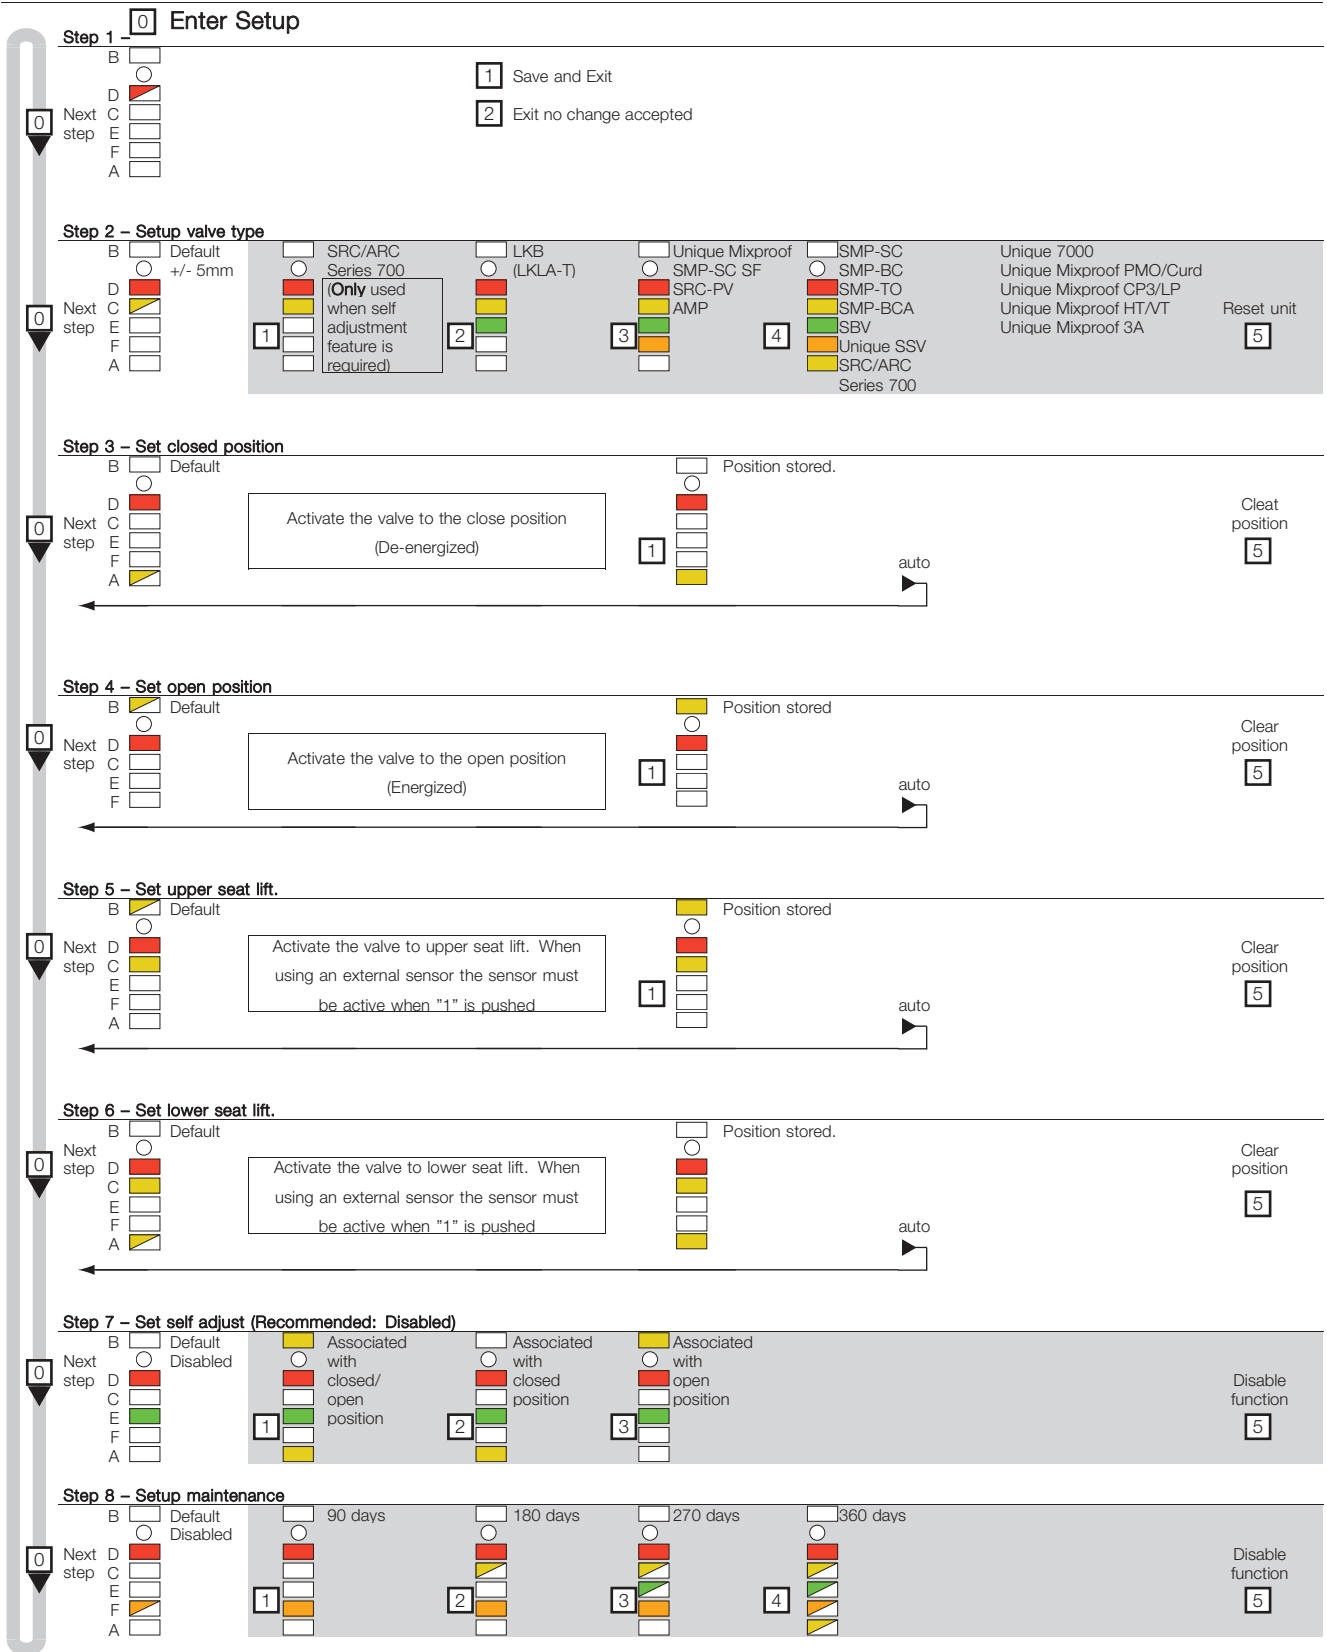 0 Enter Setup
Step 1 –
B
D
Next C
step E
F
A
0
1 Save and Exit
2 Exit no change accepted
Step 2 – Setup valve type
B Default
+/- 5mm
D
Next C
step E
F
A
0
SRC/ARC
Series 700
(Only used
when self
adjustment
feature is
required)
1
LKB
(LKLA-T)
2
Unique Mixproof
SMP-SC SF
SRC-PV
AMP
3
SMP-SC
SMP-BC
SMP-TO
SMP-BCA
SBV
Unique SSV
SRC/ARC
Series 700
4
Unique 7000
Unique Mixproof PMO/Curd
Unique Mixproof CP3/LP
Unique Mixproof HT/VT
Unique Mixproof 3A
Reset unit
5
Step 3 – Set closed position
B Default
D
Next C
step E
F
A
0
Activate the valve to the close position
(De-energized)
1
Position stored.
auto
Cleat
position
5
Step 4 – Set open position
B Default
Next D
step C
E
F
0
Activate the valve to the open position
(Energized)
1
Position stored
auto
Clear
position
5
Step 5 – Set upper seat lift.
B Default
Next D
step C
E
F
A
0
Activate the valve to upper seat lift. When
using an external sensor the sensor must
be active when ”1” is pushed
1
Position stored
auto
Clear
position
5
Step 6 – Set lower seat lift.
B Default
Next
step D
C
E
F
A
0
Activate the valve to lower seat lift. When
using an external sensor the sensor must
be active when ”1” is pushed
Position stored.
auto
Clear
position
5
Step 7 – Set self adjust (Recommended: Disabled)
B Default
Next Disabled
step D
C
E
F
A
0
Associated
with
closed/
open
position
1
Associated
with
closed
position
2
Associated
with
open
position
3
Disable
function
5
Step 8 – Setup maintenance
B Default
Disabled
Next D
step C
E
F
A
0
90 days
1
180 days
2
270 days
3
360 days
4
Disable
function
5